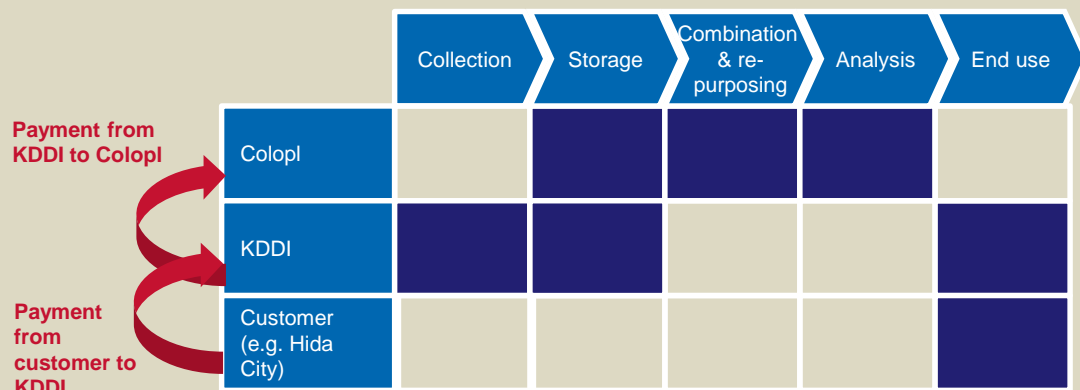 Collection
Storage
Combination
& re-
purposing
Analysis
End use
Payment from
KDDI to Colopl
Colopl
KDDI
Payment
from
customer to
KDDI
Customer
(e.g. Hida
City)